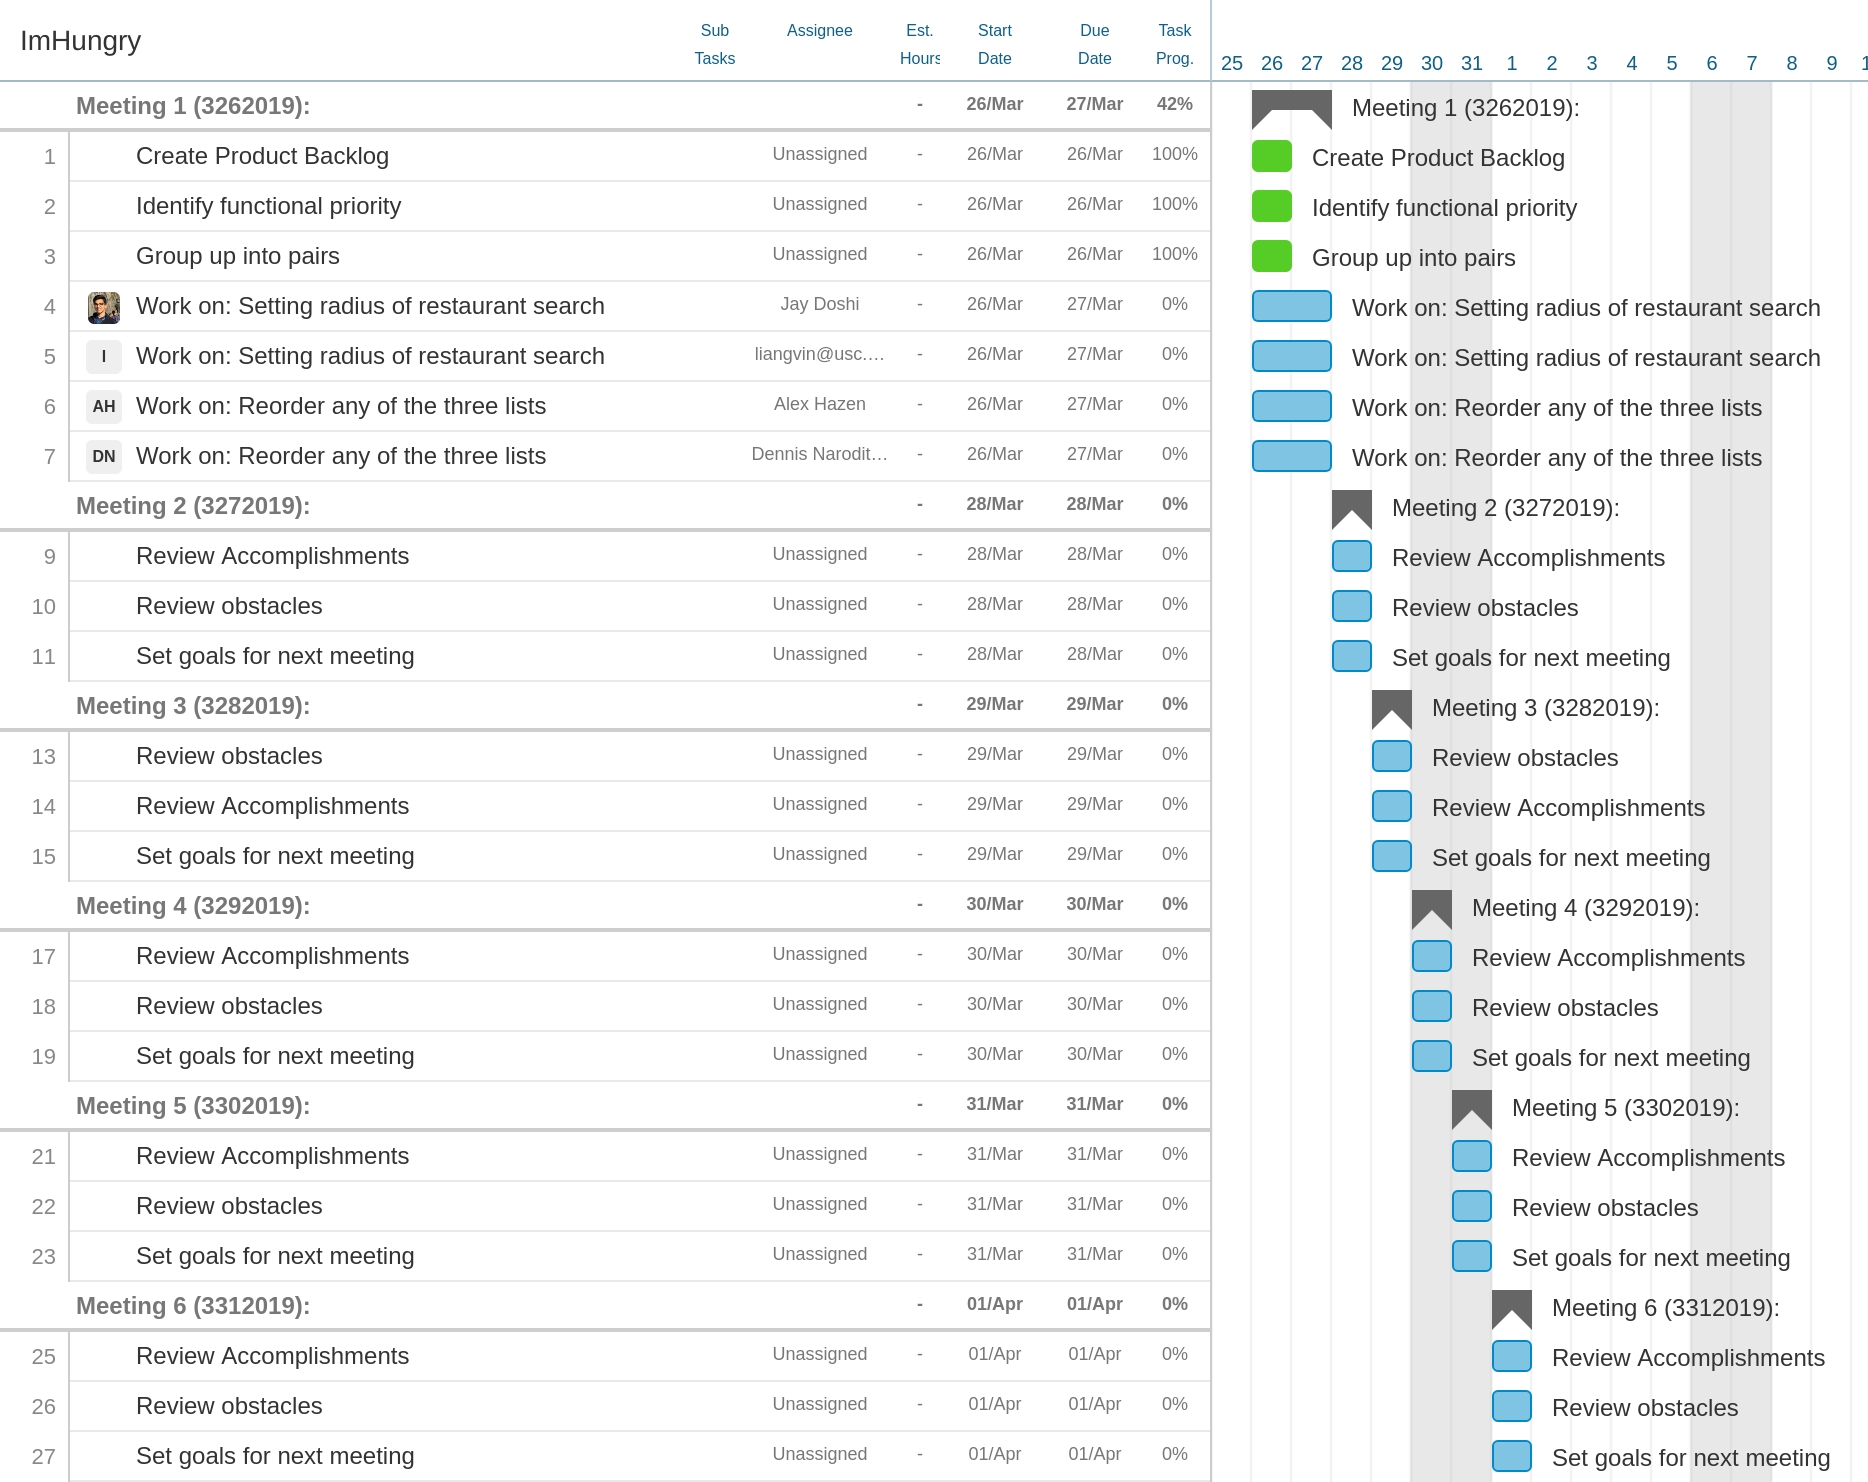 ImHungry
Sub Tasks Assignee Est. Hours Start Date Due Date Task Prog.
25 26 27 28 29 30 31 1 2 3 4 5 6 7 8 9 1
Meeting 1 (3262019): - 26/Mar 27/Mar 42% Meeting 1 (3262019):
1 Create Product Backlog Unassigned - 26/Mar 26/Mar 100% Create Product Backlog
2 Identify functional priority Unassigned - 26/Mar 26/Mar 100% Identify functional priority
3 Group up into pairs Unassigned - 26/Mar 26/Mar 100% Group up into pairs
4 Work on: Setting radius of restaurant search Jay Doshi - 26/Mar 27/Mar 0% Work on: Setting radius of restaurant search
5 l Work on: Setting radius of restaurant search liangvin@usc.… - 26/Mar 27/Mar 0% Work on: Setting radius of restaurant search
6 AH Work on: Reorder any of the three lists Alex Hazen - 26/Mar 27/Mar 0% Work on: Reorder any of the three lists
7 DN Work on: Reorder any of the three lists Dennis Narodit… - 26/Mar 27/Mar 0% Work on: Reorder any of the three lists
Meeting 2 (3272019): - 28/Mar 28/Mar 0% Meeting 2 (3272019):
9 Review Accomplishments Unassigned - 28/Mar 28/Mar 0% Review Accomplishments
10 Review obstacles Unassigned - 28/Mar 28/Mar 0% Review obstacles
11 Set goals for next meeting Unassigned - 28/Mar 28/Mar 0% Set goals for next meeting
Meeting 3 (3282019): - 29/Mar 29/Mar 0% Meeting 3 (3282019):
13 Review obstacles Unassigned - 29/Mar 29/Mar 0% Review obstacles
14 Review Accomplishments Unassigned - 29/Mar 29/Mar 0% Review Accomplishments
15 Set goals for next meeting Unassigned - 29/Mar 29/Mar 0% Set goals for next meeting
Meeting 4 (3292019): - 30/Mar 30/Mar 0% Meeting 4 (3292019):
17 Review Accomplishments Unassigned - 30/Mar 30/Mar 0% Review Accomplishments
18 Review obstacles Unassigned - 30/Mar 30/Mar 0% Review obstacles
19 Set goals for next meeting Unassigned - 30/Mar 30/Mar 0% Set goals for next meeting
Meeting 5 (3302019): - 31/Mar 31/Mar 0% Meeting 5 (3302019):
21 Review Accomplishments Unassigned - 31/Mar 31/Mar 0% Review Accomplishments
22 Review obstacles Unassigned - 31/Mar 31/Mar 0% Review obstacles
23 Set goals for next meeting Unassigned - 31/Mar 31/Mar 0% Set goals for next meeting
Meeting 6 (3312019): - 01/Apr 01/Apr 0% Meeting 6 (3312019):
25 Review Accomplishments Unassigned - 01/Apr 01/Apr 0% Review Accomplishments
26 Review obstacles Unassigned - 01/Apr 01/Apr 0% Review obstacles
27 Set goals for next meeting Unassigned - 01/Apr 01/Apr 0% Set goals for next meeting